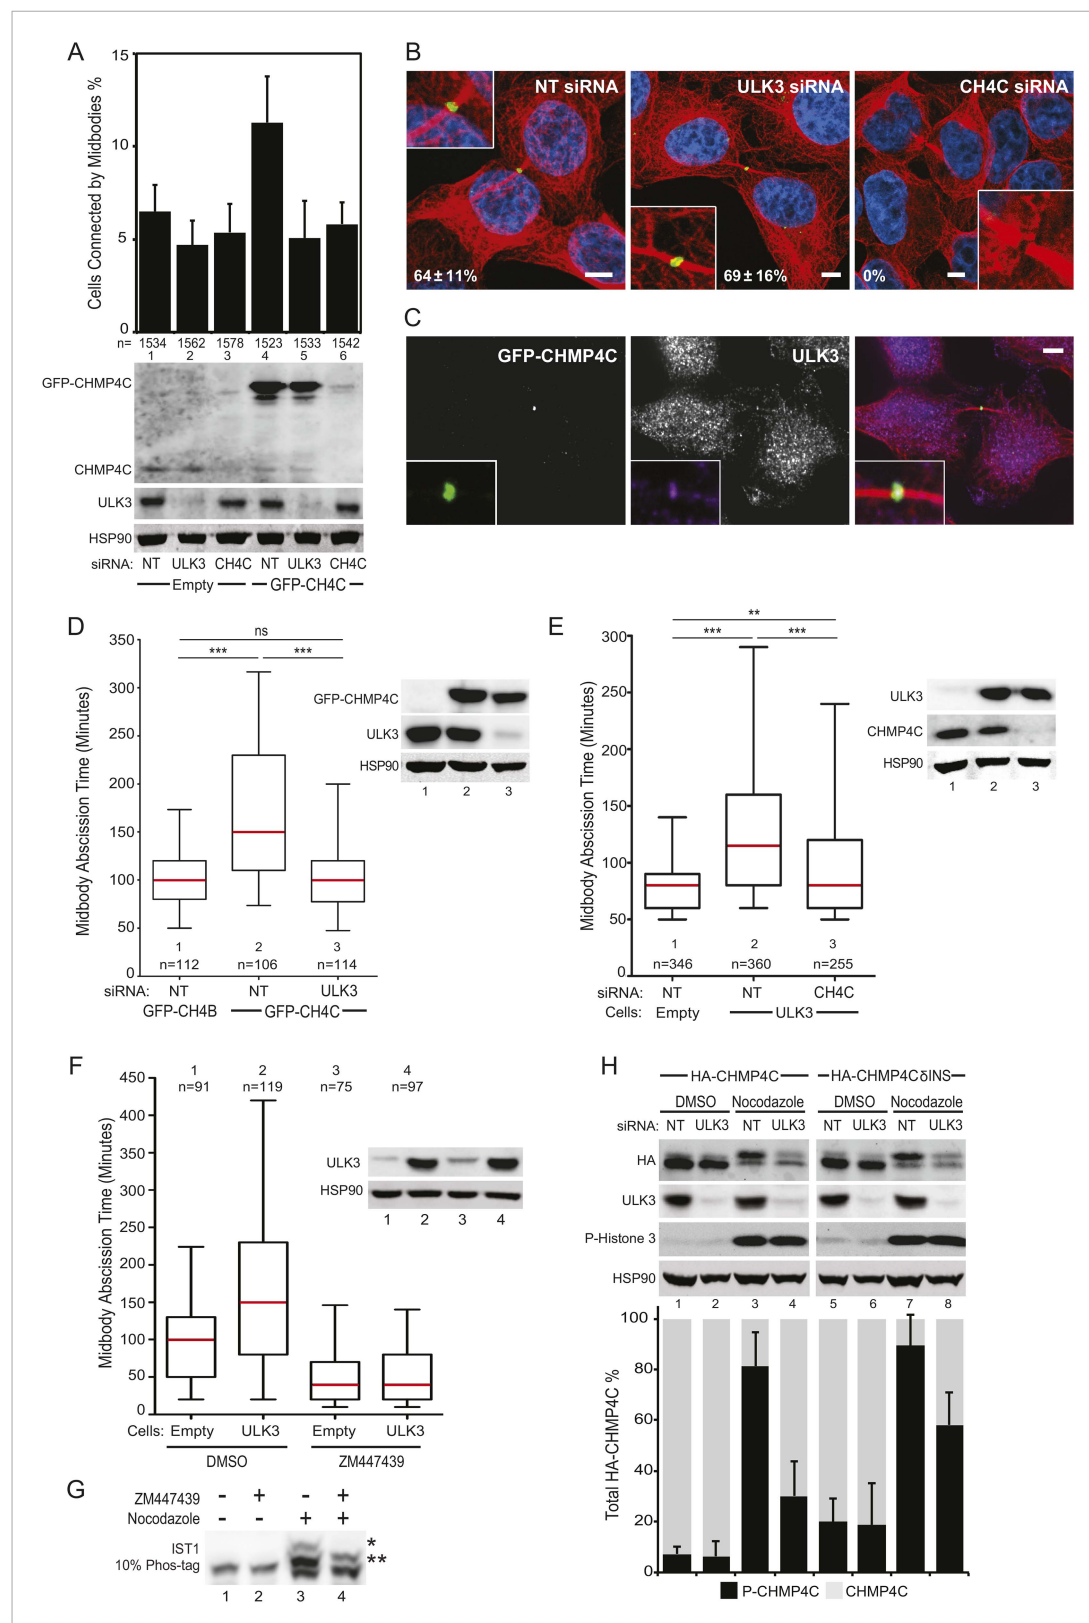 A
15
10
5
0
Cells Connected by Midbodies %
n= 1534 1562 1578 1523 1533 1542
1 2 3 4 5 6
GFP-CHMP4C
CHMP4C
ULK3
HSP90
siRNA: NT ULK3 CH4C NT ULK3 CH4C
Empty GFP-CH4C
B
NT siRNA ULK3 siRNA CH4C siRNA
64±11% 69±16% 0%
C
GFP-CHMP4C ULK3
D
350
300
250
200
150
100
50
0
Midbody Abscission Time (Minutes)
ns
*** ***
1 2 3
n=112 n=106 n=114
siRNA: NT NT ULK3
GFP-CH4B GFP-CH4C
GFP-CHMP4C
ULK3
HSP90
1 2 3
E
300
250
200
150
100
50
0
Midbody Abscission Time (Minutes)
**
*** ***
1 2 3
n=346 n=360 n=255
siRNA: NT NT CH4C
Cells: Empty ULK3
ULK3
CHMP4C
HSP90
1 2 3
F
1 2 3 4
n=91 n=119 n=75 n=97
450
400
350
300
250
200
150
100
50
0
Midbody Abscission Time (Minutes)
Cells: Empty ULK3 Empty ULK3
DMSO ZM447439
ULK3
HSP90
1 2 3 4
G
ZM447439 - + - +
Nocodazole - - + +
IST1
10% Phos-tag
*
**
1 2 3 4
H
HA-CHMP4C HA-CHMP4CδINS
DMSO Nocodazole DMSO Nocodazole
siRNA: NT ULK3 NT ULK3 NT ULK3 NT ULK3
HA
ULK3
P-Histone 3
HSP90
1 2 3 4 5 6 7 8
100
80
60
40
20
0
Total HA-CHMP4C %
P-CHMP4C CHMP4C